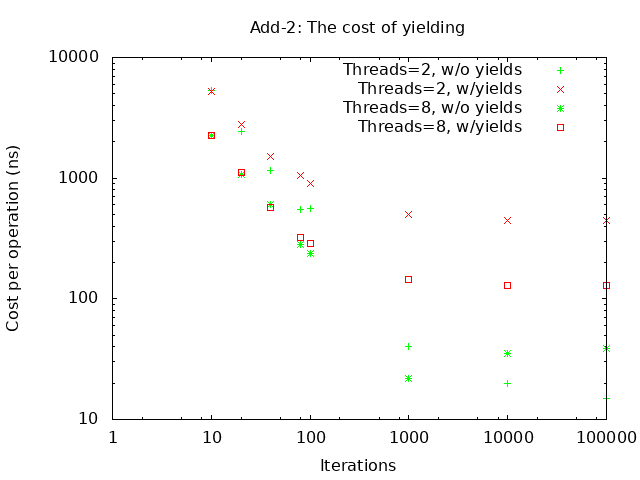 Add-2: The cost of yielding
10000
1000
100
10
Cost per operation (ns)
Threads=2, w/o yields
Threads=2, w/yields
Threads=8, w/o yields
Threads=8, w/yields
1 10 100 1000 10000 100000
Iterations